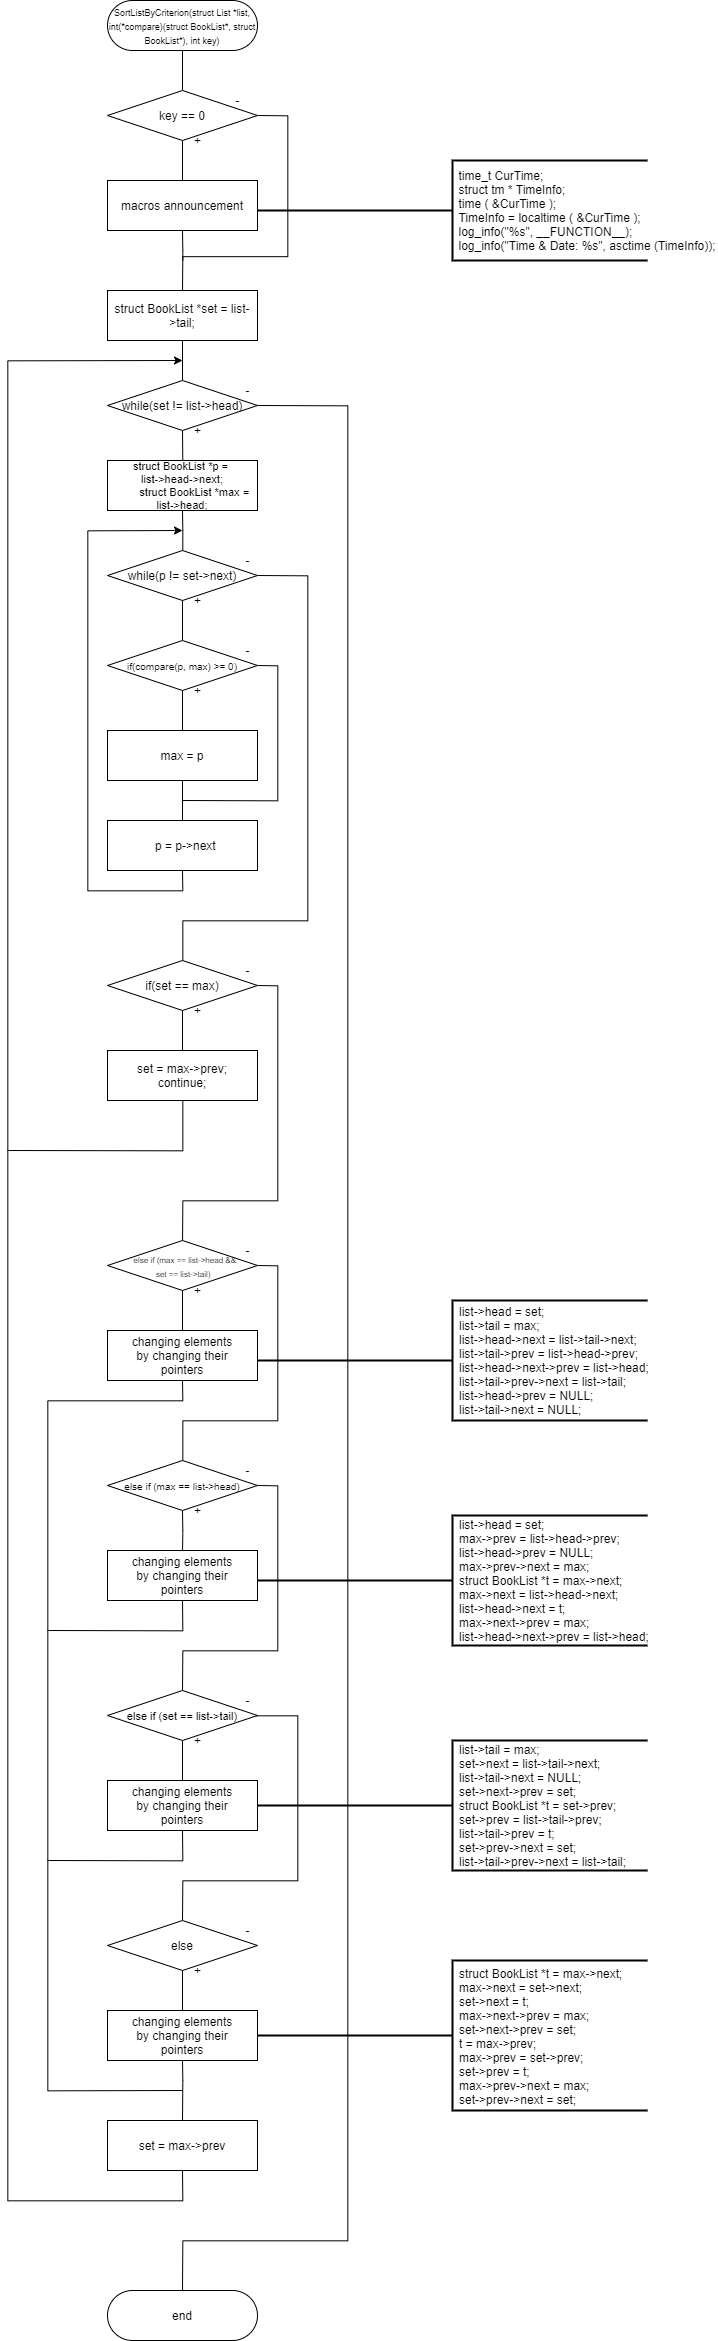 SortListByCriterion(struct List *list,
int(*compare)(struct BookList*, struct
BookList*), int key)
-
key == 0
+
macros announcement
time_t CurTime;
struct tm * TimeInfo;
time ( &CurTime );
TimeInfo = localtime ( &CurTime );
log_info("%s", __FUNCTION__);
log_info("Time & Date: %s", asctime (TimeInfo));
struct BookList *set = list-
>tail;
-
while(set != list->head)
+
struct BookList *p =
list->head->next;
struct BookList *max =
list->head;
-
while(p != set->next)
+
-
if(compare(p, max) >= 0)
+
max = p
p = p->next
-
if(set == max)
+
set = max->prev;
continue;
-
else if (max == list->head &&
set == list->tail)
+
changing elements
by changing their
pointers
list->head = set;
list->tail = max;
list->head->next = list->tail->next;
list->tail->prev = list->head->prev;
list->head->next->prev = list->head;
list->tail->prev->next = list->tail;
list->head->prev = NULL;
list->tail->next = NULL;
-
else if (max == list->head)
+
changing elements
by changing their
pointers
list->head = set;
max->prev = list->head->prev;
list->head->prev = NULL;
max->prev->next = max;
struct BookList *t = max->next;
max->next = list->head->next;
list->head->next = t;
max->next->prev = max;
list->head->next->prev = list->head;
-
else if (set == list->tail)
+
changing elements
by changing their
pointers
list->tail = max;
set->next = list->tail->next;
list->tail->next = NULL;
set->next->prev = set;
struct BookList *t = set->prev;
set->prev = list->tail->prev;
list->tail->prev = t;
set->prev->next = set;
list->tail->prev->next = list->tail;
-
else
+
changing elements
by changing their
pointers
struct BookList *t = max->next;
max->next = set->next;
set->next = t;
max->next->prev = max;
set->next->prev = set;
t = max->prev;
max->prev = set->prev;
set->prev = t;
max->prev->next = max;
set->prev->next = set;
set = max->prev
end